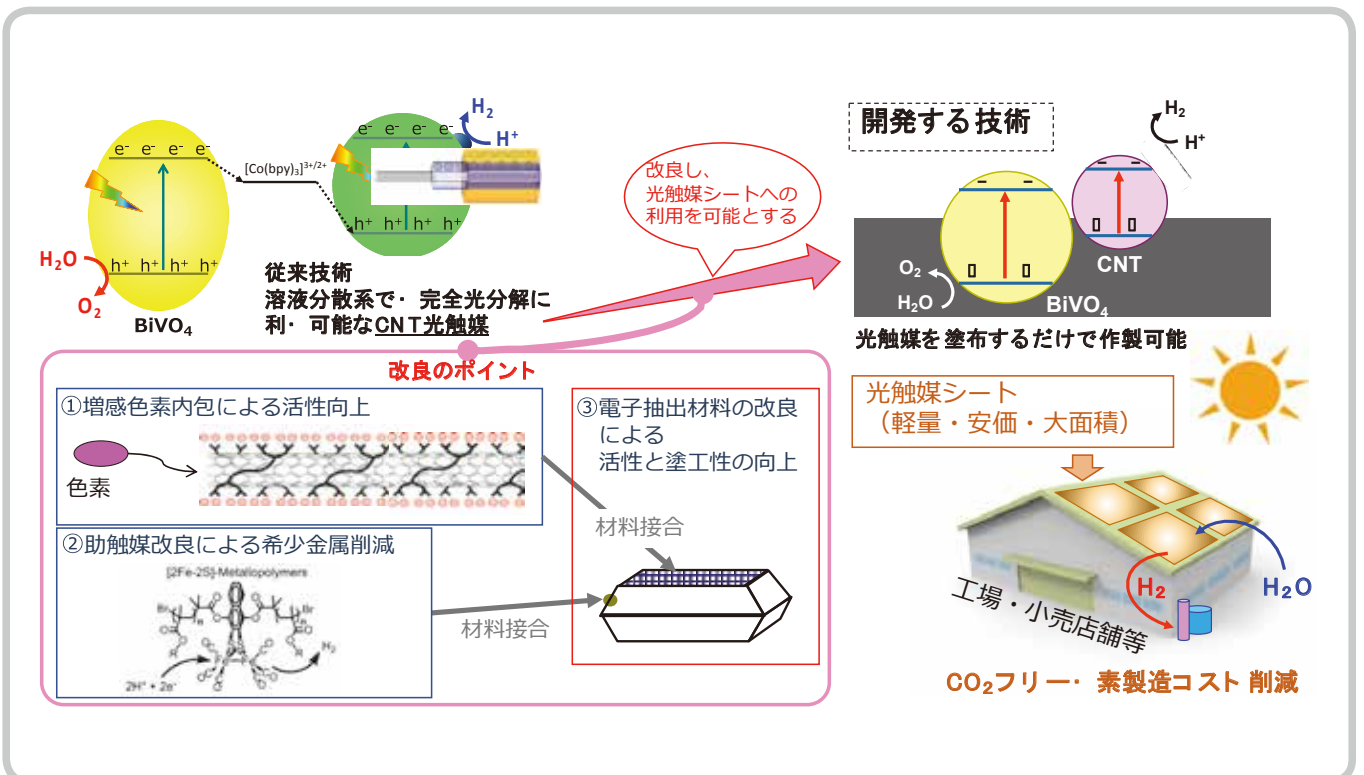 e⁻ e⁻ e⁻ e⁻
[Co(bpy)₃]³⁺/²⁺
h⁺ h⁺ h⁺ h⁺
H₂O
O₂
BiVO₄
e⁻ e⁻ e⁻ e⁻
H₂
H⁺
h⁺ h⁺ h⁺ h⁺
従来技術
溶液分散系で・完全光分解に
利・可能なCNT光触媒
改良し、
光触媒シートへの
利用を可能とする
開発する技術
H₂
H⁺
− −
− −
CNT
O₂
H₂O
BiVO₄
光触媒を塗布するだけで作製可能
改良のポイント
①増感色素内包による活性向上
色素
②助触媒改良による希少金属削減
[2Fe-2S]-Metallopolymers
Br
Br
n
n
O
O
R
R
H₂
2H⁺ + 2e⁻
③電子抽出材料の改良
による
活性と塗工性の向上
材料接合
材料接合
光触媒シート
（軽量・安価・大面積）
H₂
H₂O
工場・小売店舗等
CO₂フリー・素製造コスト 削減